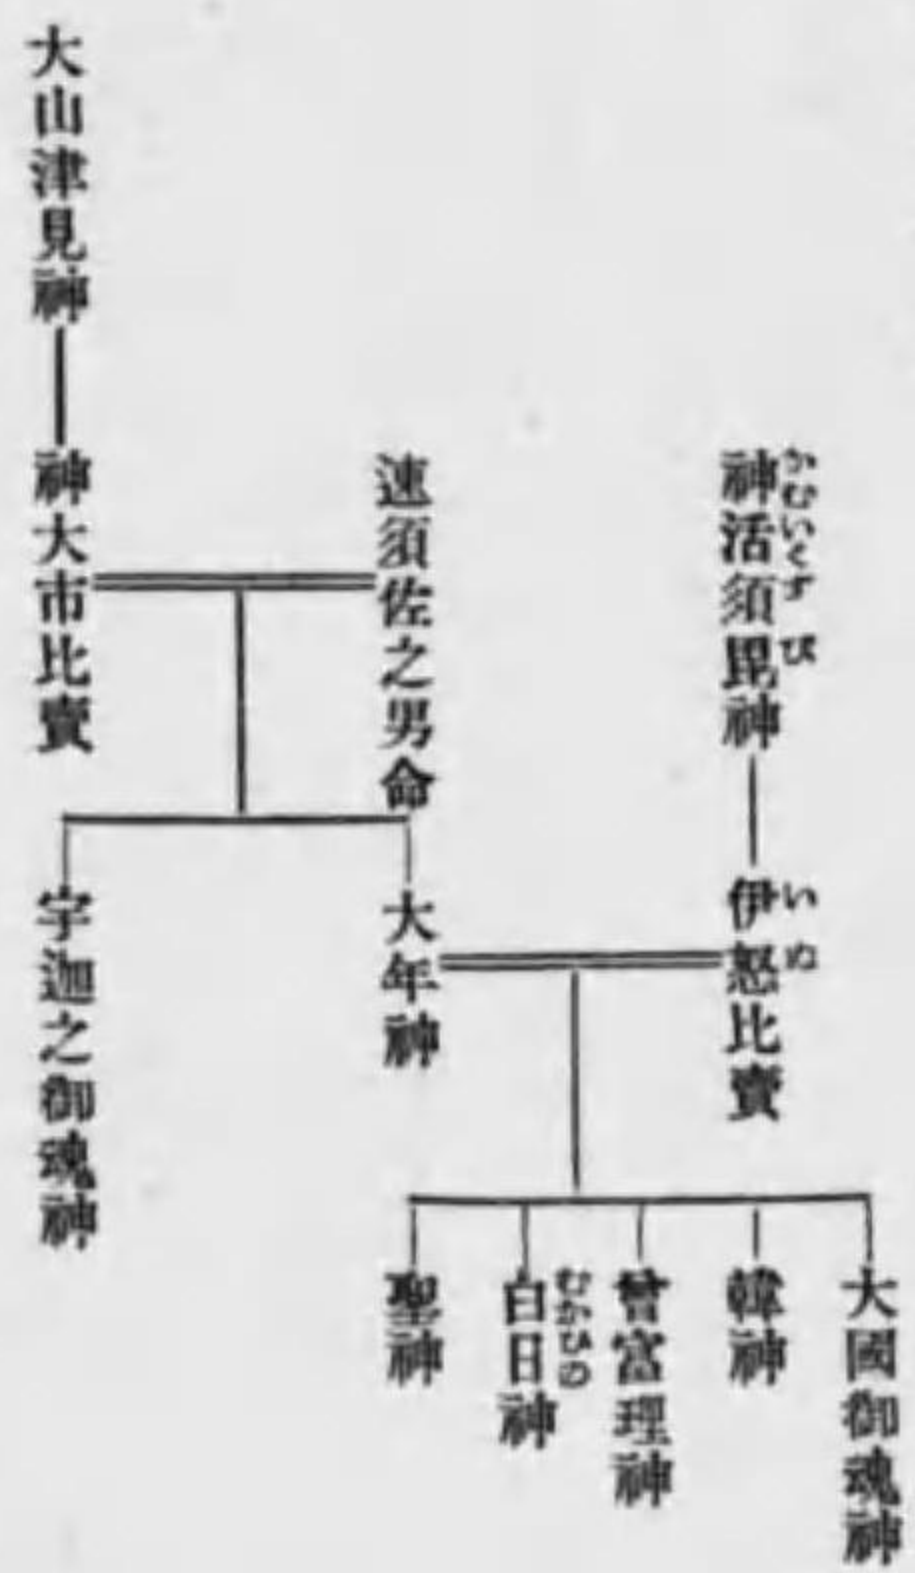 神活須毘神
かむいくすび
伊怒比賣
いぬ
速須佐之男命
大山津見神
神大市比賣
大年神
宇迦之御魂神
大國御魂神
韓神
曾富理神
白日神
むかひの
聖神